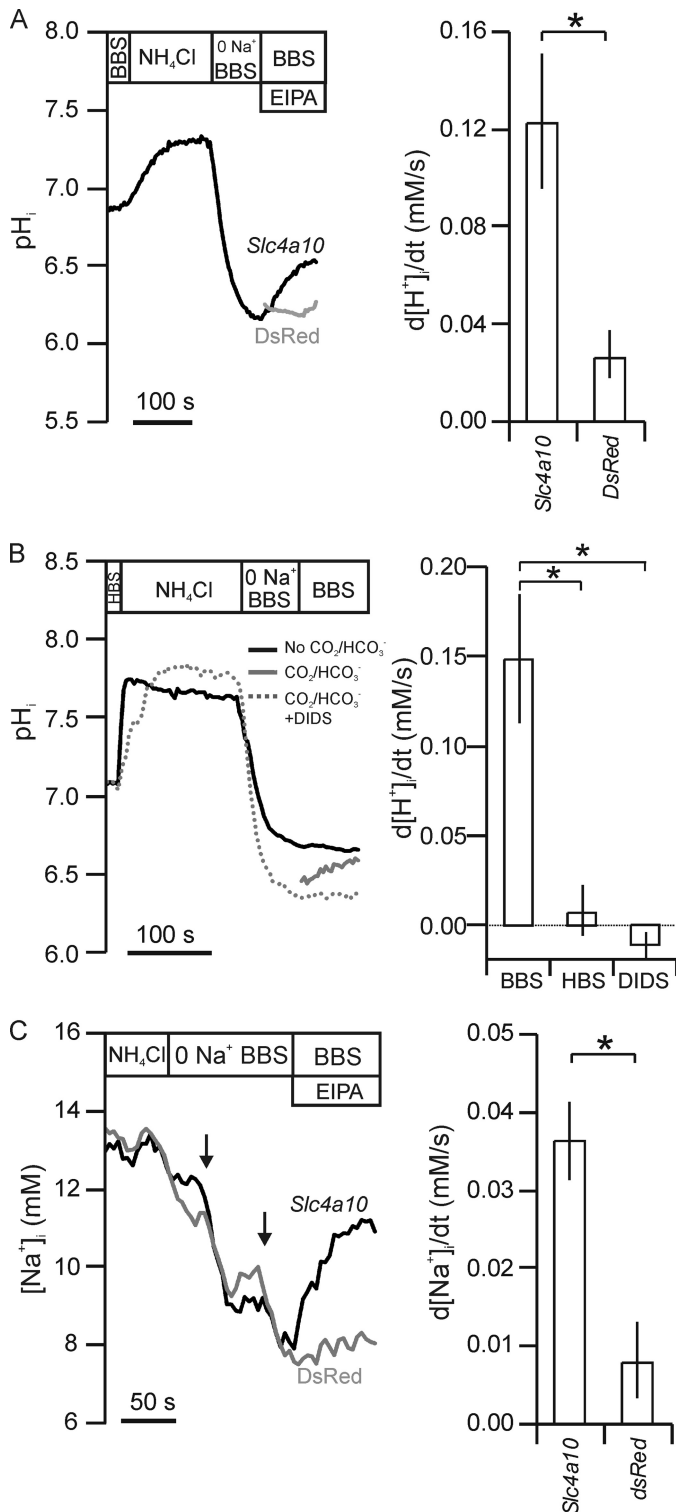 A
8.0
7.5
7.0
6.5
6.0
5.5
pHi
BBS
NH4Cl
0 Na+
BBS
BBS
EIPA
Slc4a10
DsRed
100 s
0.16
0.12
0.08
0.04
0.00
d[H+]i/dt (mM/s)
*
Slc4a10
DsRed
B
8.5
8.0
7.5
7.0
6.5
6.0
pHi
HBS
NH4Cl
0 Na+
BBS
BBS
No CO2/HCO3-
CO2/HCO3-
CO2/HCO3-
+DIDS
100 s
0.20
0.15
0.10
0.05
0.00
d[H+]i/dt (mM/s)
*
*
BBS
HBS
DIDS
C
16
14
12
10
8
6
[Na+]i (mM)
NH4Cl
0 Na+ BBS
BBS
EIPA
Slc4a10
DsRed
50 s
0.05
0.04
0.03
0.02
0.01
0.00
d[Na+]i/dt (mM/s)
*
Slc4a10
dsRed